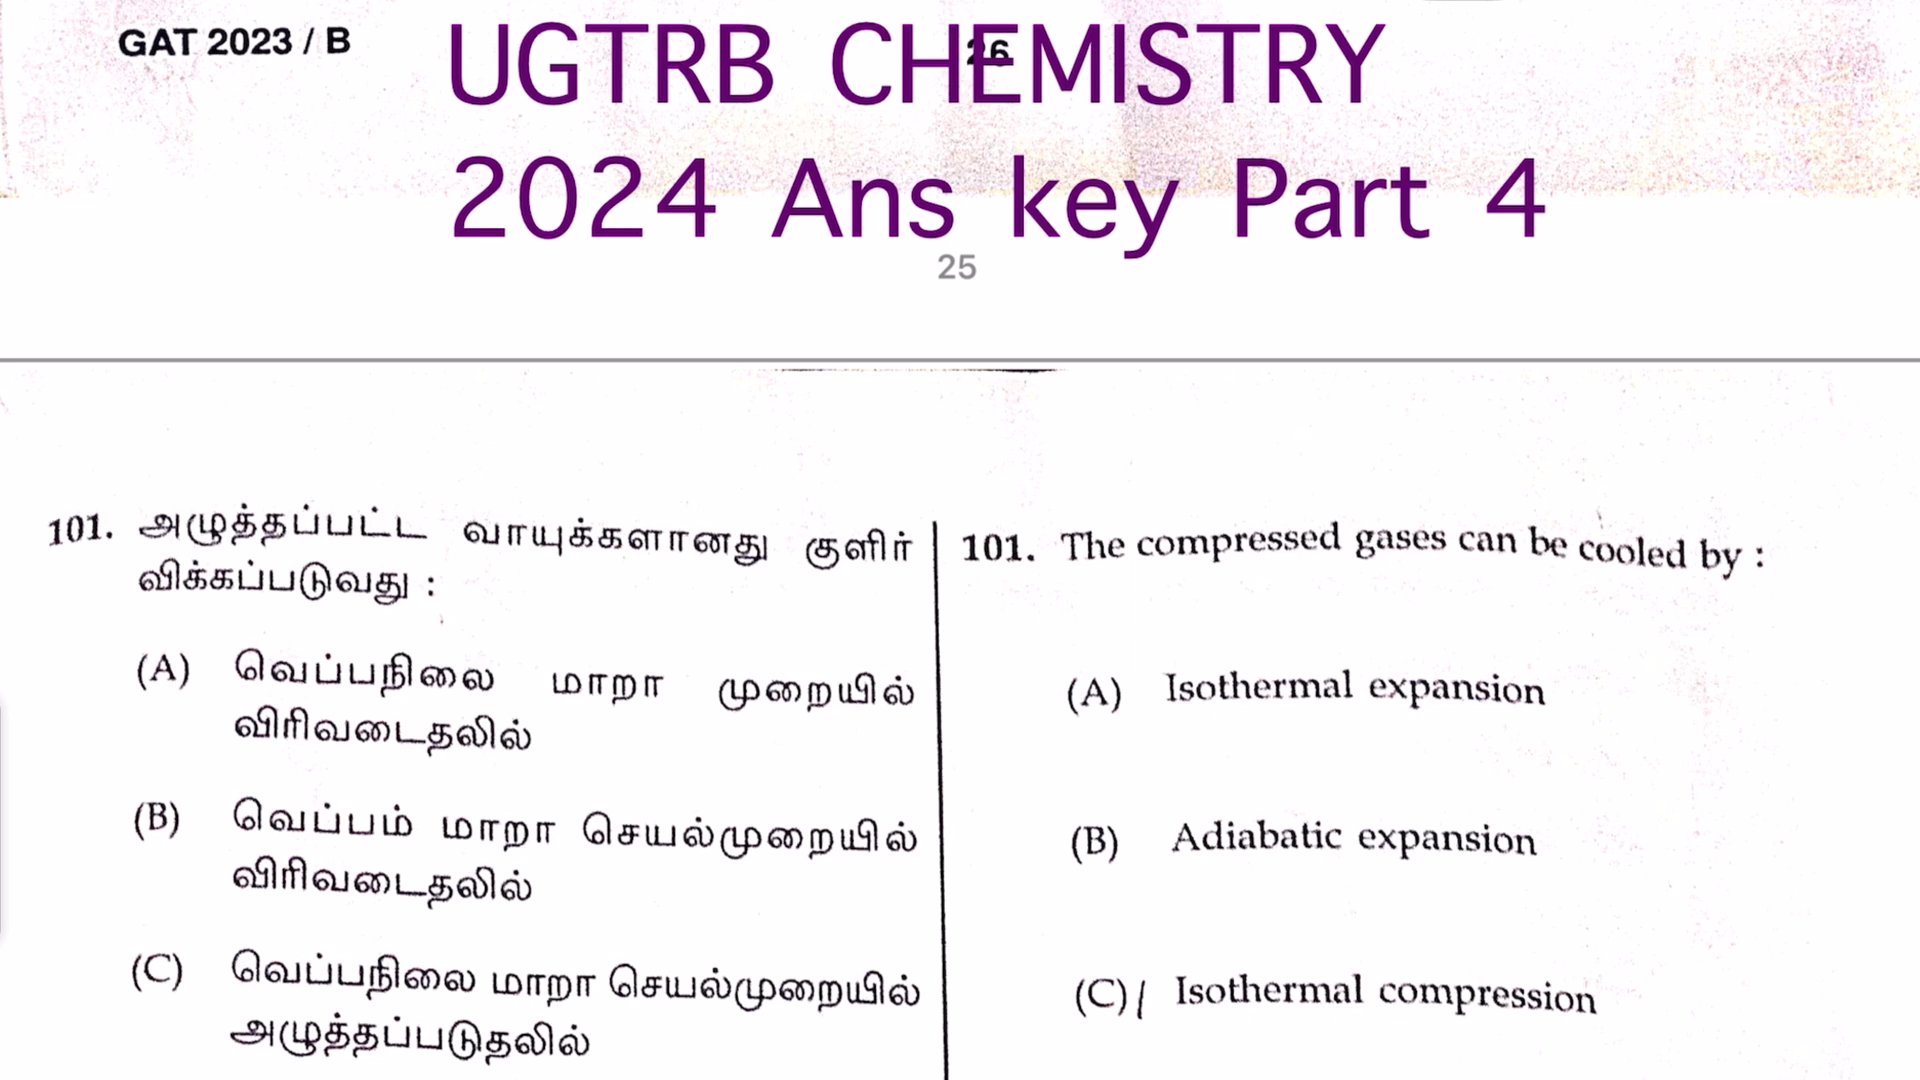 GAT 2023 / B
26
UGTRB CHEMISTRY
2024 Ans key Part 4
25
101. அழுத்தப்பட்ட வாயுக்களானது குளிர்
விக்கப்படுவது :
(A) வெப்பநிலை மாறா முறையில்
விரிவடைதலில்
(B) வெப்பம் மாறா செயல்முறையில்
விரிவடைதலில்
(C) வெப்பநிலை மாறா செயல்முறையில்
அழுத்தப்படுதலில்
101. The compressed gases can be cooled by :
(A) Isothermal expansion
(B) Adiabatic expansion
(C) Isothermal compression